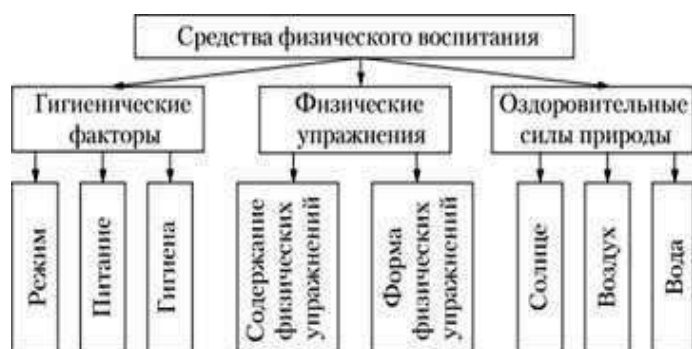 Средства физического воспитания
Гигиенические
факторы
Физические
упражнения
Оздоровительные
силы природы
Режим
Питание
Гигиена
Содержание
физических
упражнений
Форма
физических
упражнений
Солнце
Воздух
Вода